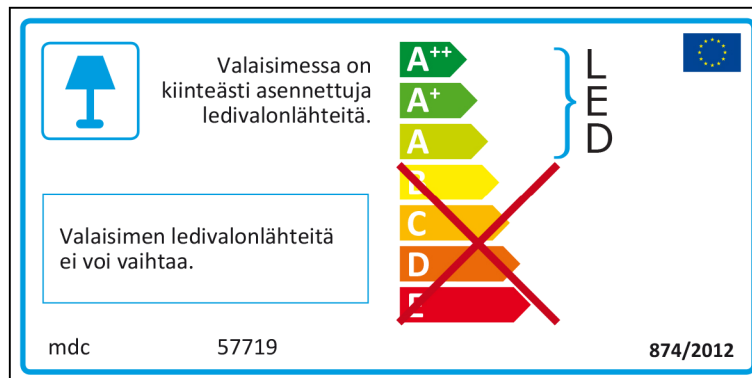 Valaisimessa on
kiinteästi asennettuja
ledivalonlähteitä.
A++
A+
A
B
C
D
E
L
E
D
Valaisimen ledivalonlähteitä
ei voi vaihtaa.
mdc 57719 874/2012